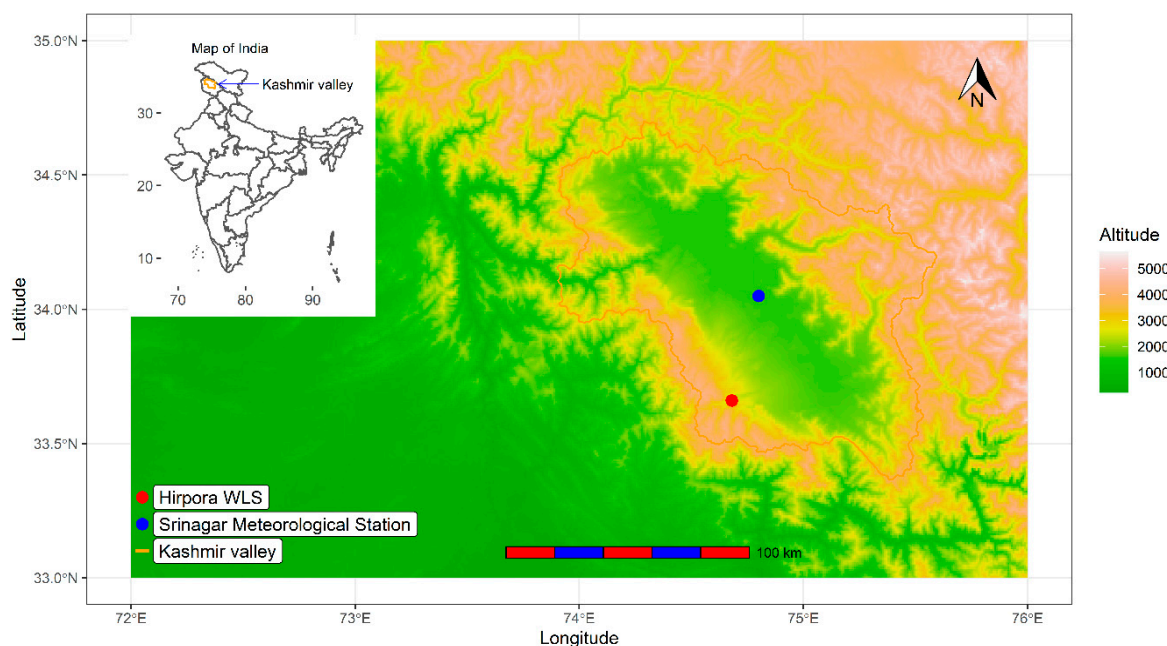 35.0°N
34.5°N
34.0°N
33.5°N
33.0°N
Latitude
Map of India
Kashmir valley
30
20
10
70 80 90
N
Altitude
5000
4000
3000
2000
1000
Hirpora WLS
Srinagar Meteorological Station
Kashmir valley
100 km
72°E 73°E 74°E 75°E 76°E
Longitude